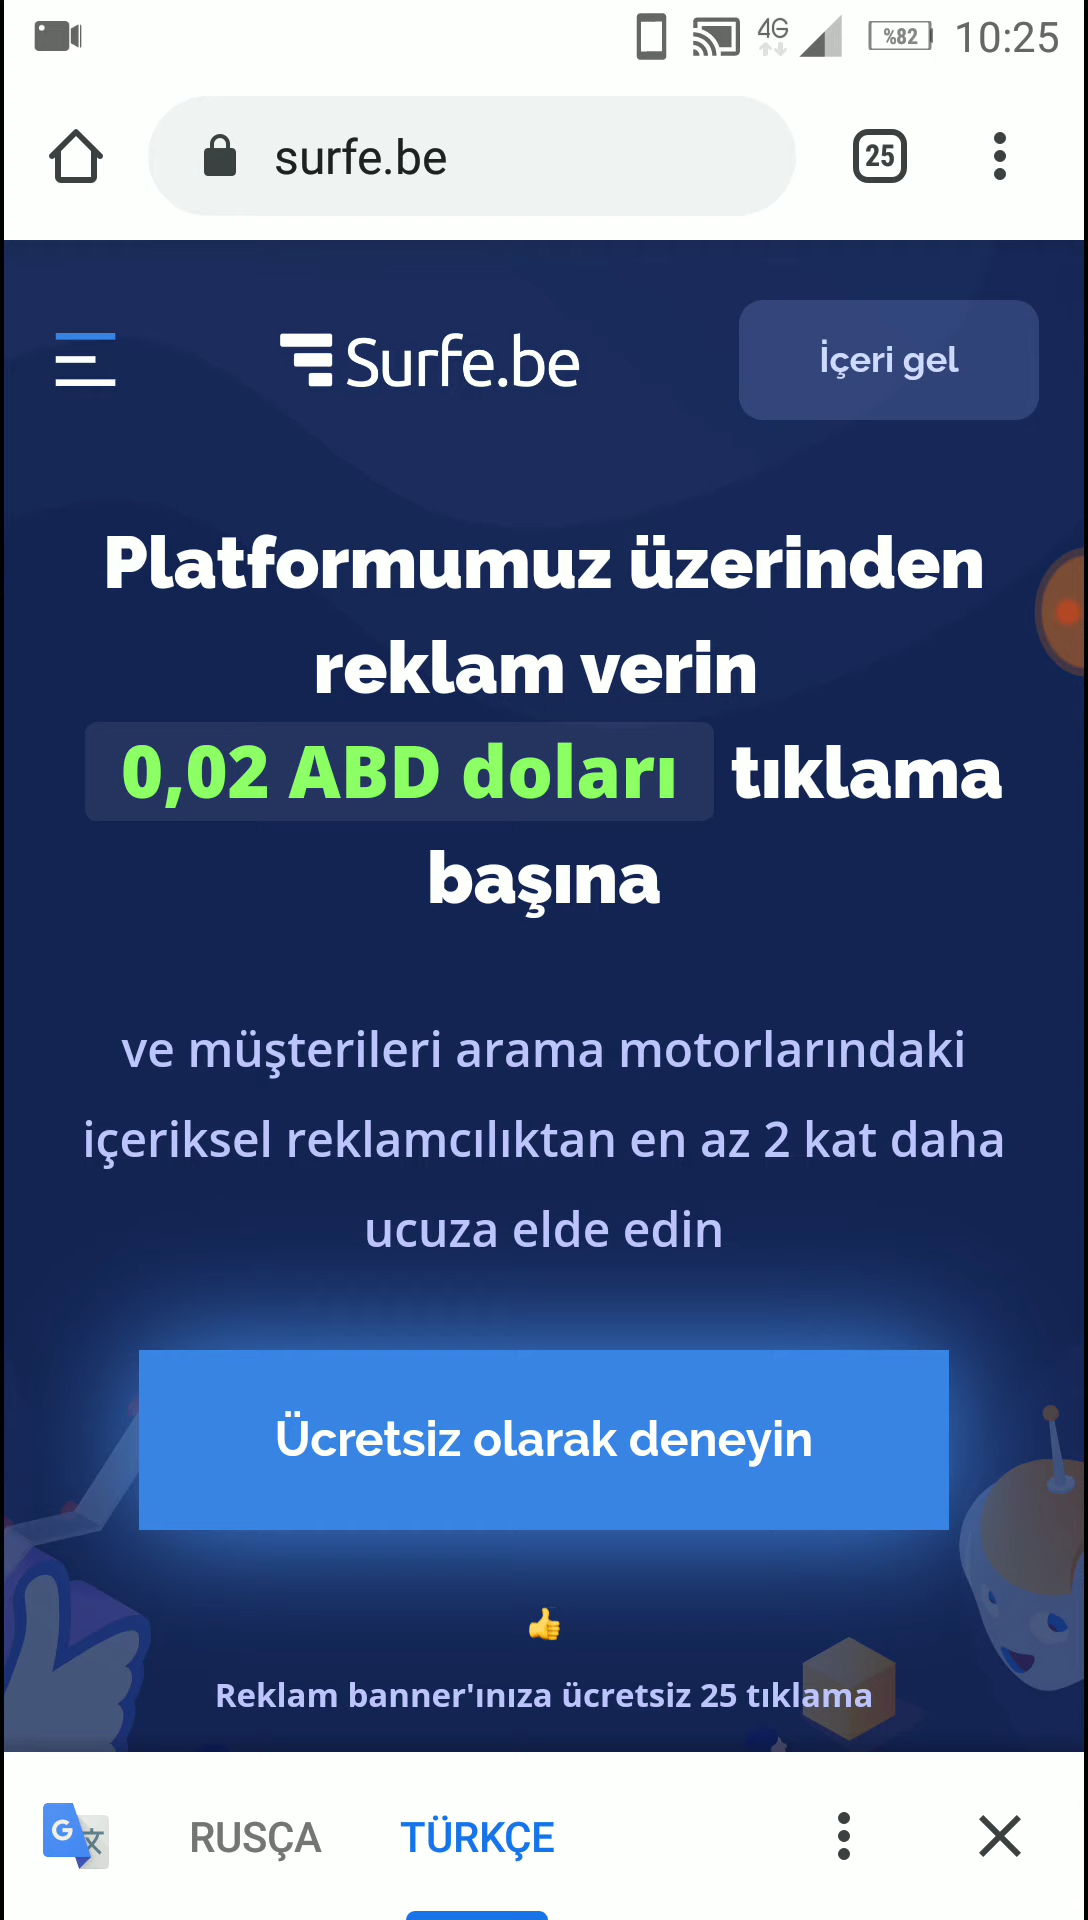 4G %82 10:25
surfe.be 25
Surfe.be İçeri gel
Platformumuz üzerinden
reklam verin
0,02 ABD doları tıklama
başına
ve müşterileri arama motorlarındaki
içeriksel reklamcılıktan en az 2 kat daha
ucuza elde edin
Ücretsiz olarak deneyin
👍
Reklam banner'ınıza ücretsiz 25 tıklama
G 文 RUSÇA TÜRKÇE